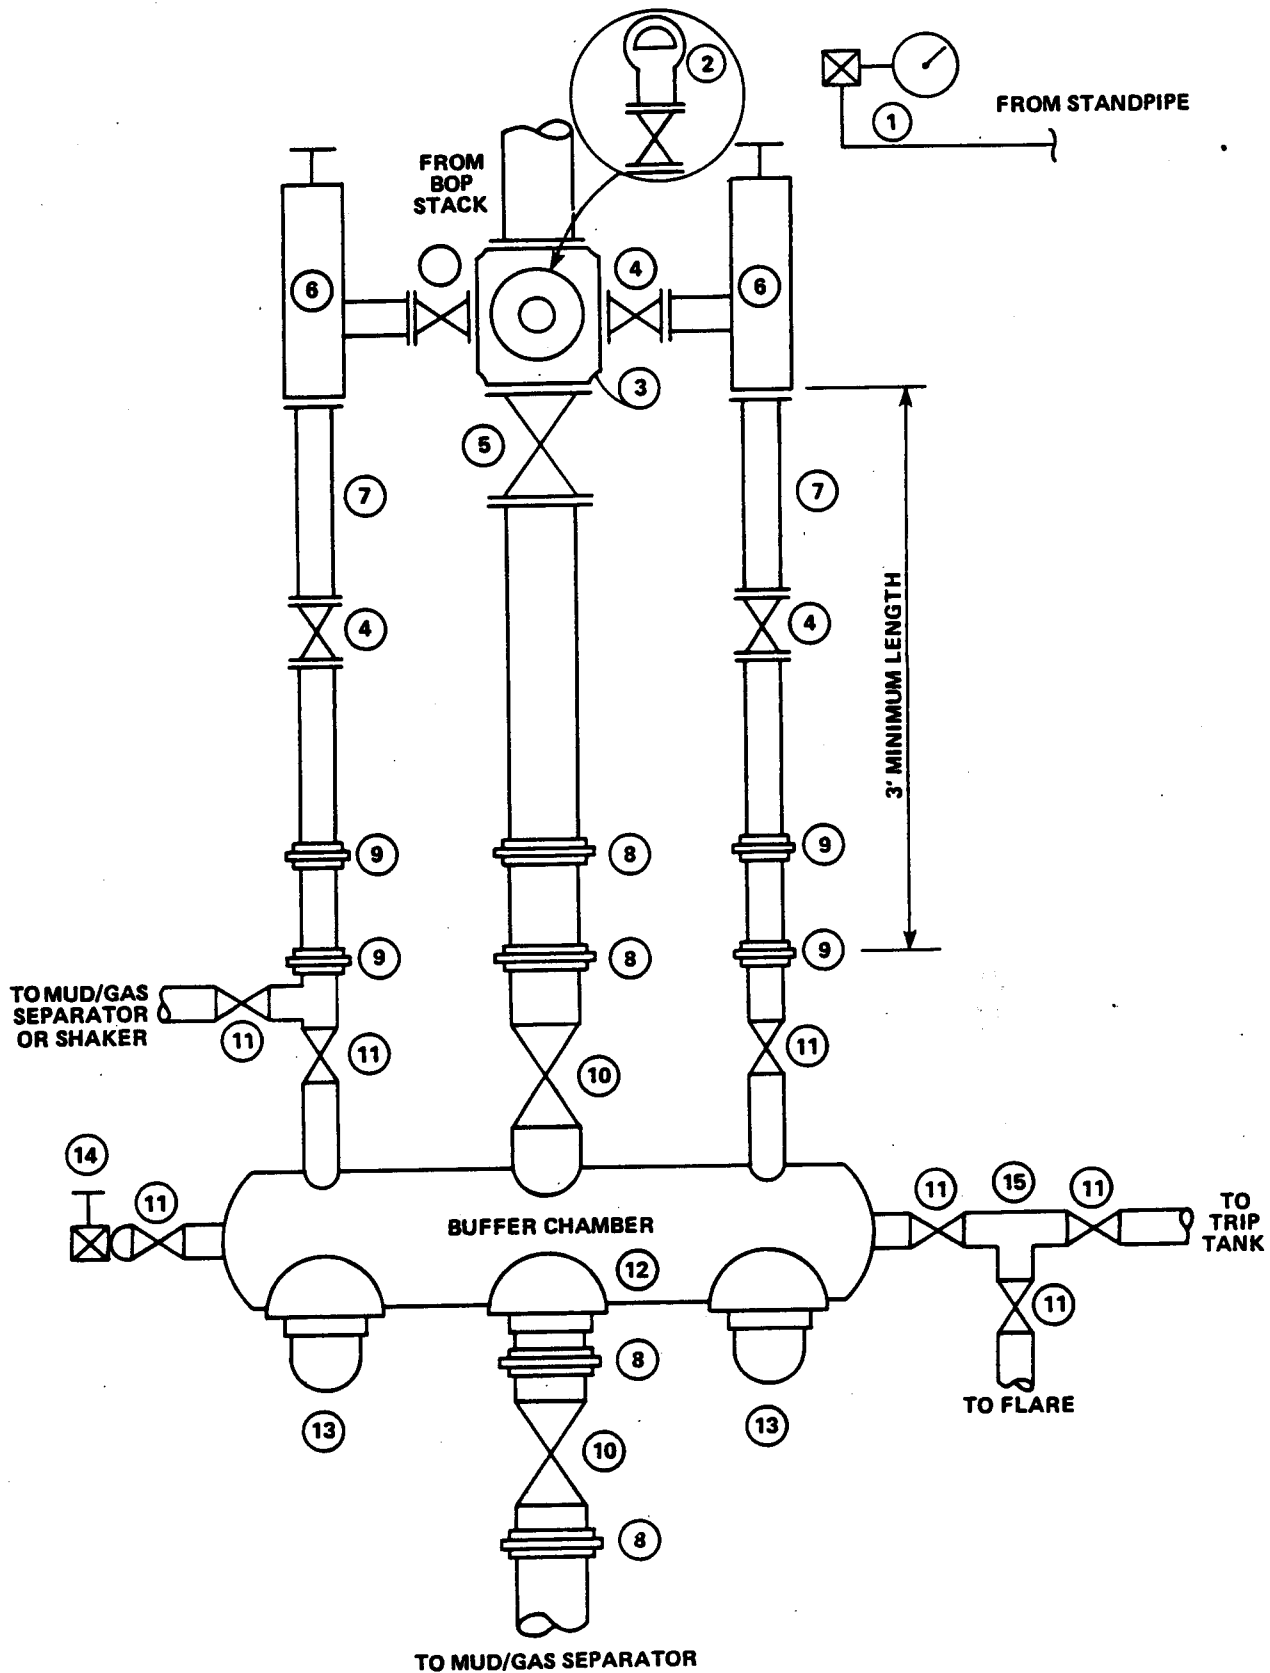 2
1
FROM STANDPIPE
FROM
BOP
STACK
6
4
6
3
5
7
7
4
4
3' MINIMUM LENGTH
9
8
9
9
8
9
TO MUD/GAS
SEPARATOR
OR SHAKER
11
11
10
11
14
11
BUFFER CHAMBER
12
11
15
11
TO
TRIP
TANK
11
8
TO FLARE
13
10
13
8
TO MUD/GAS SEPARATOR